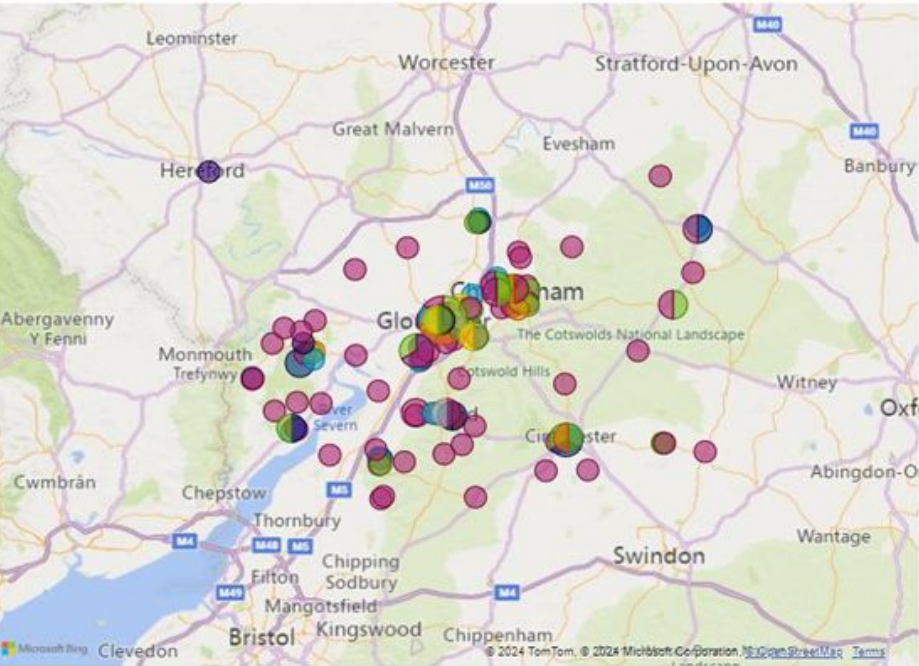 M40
Leominster
Worcester
Stratford-Upon-Avon
M40
Great Malvern
Evesham
Banbury
Hereford
M50
Abergavenny
Y Fenni
The Cotswolds National Landscape
Monmouth
Trefynwy
Cotswold Hills
Witney
Severn
Cwmbrân
Chepstow
M5
Abingdon-O
Thornbury
Wantage
M4
M48
M5
Swindon
Filton
Chipping
Sodbury
M49
M4
Mangotsfield
Bristol
Kingswood
Chippenham
Microsoft Bing
Clevedon
© 2024 TomTom, © 2024 Microsoft Corporation, © OpenStreetMap Terms